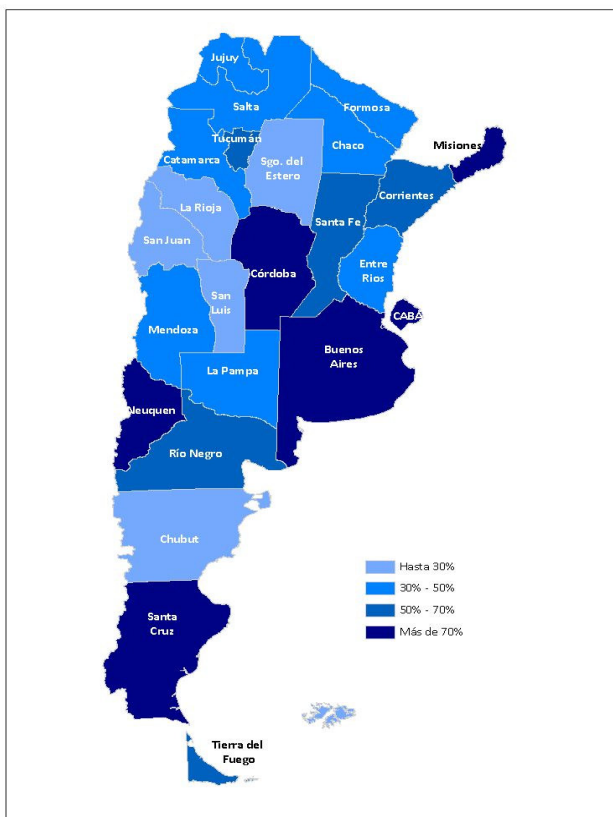 Jujuy
Salta
Formosa
Tucumán
Chaco
Misiones
Catamarca
Sgo. del
Estero
Corrientes
La Rioja
Santa Fe
San Juan
Córdoba
Entre
Rios
San
Luis
CABA
Mendoza
Buenos
Aires
La Pampa
Neuquen
Río Negro
Chubut
Hasta 30%
30% - 50%
50% - 70%
Más de 70%
Santa
Cruz
Tierra del
Fuego